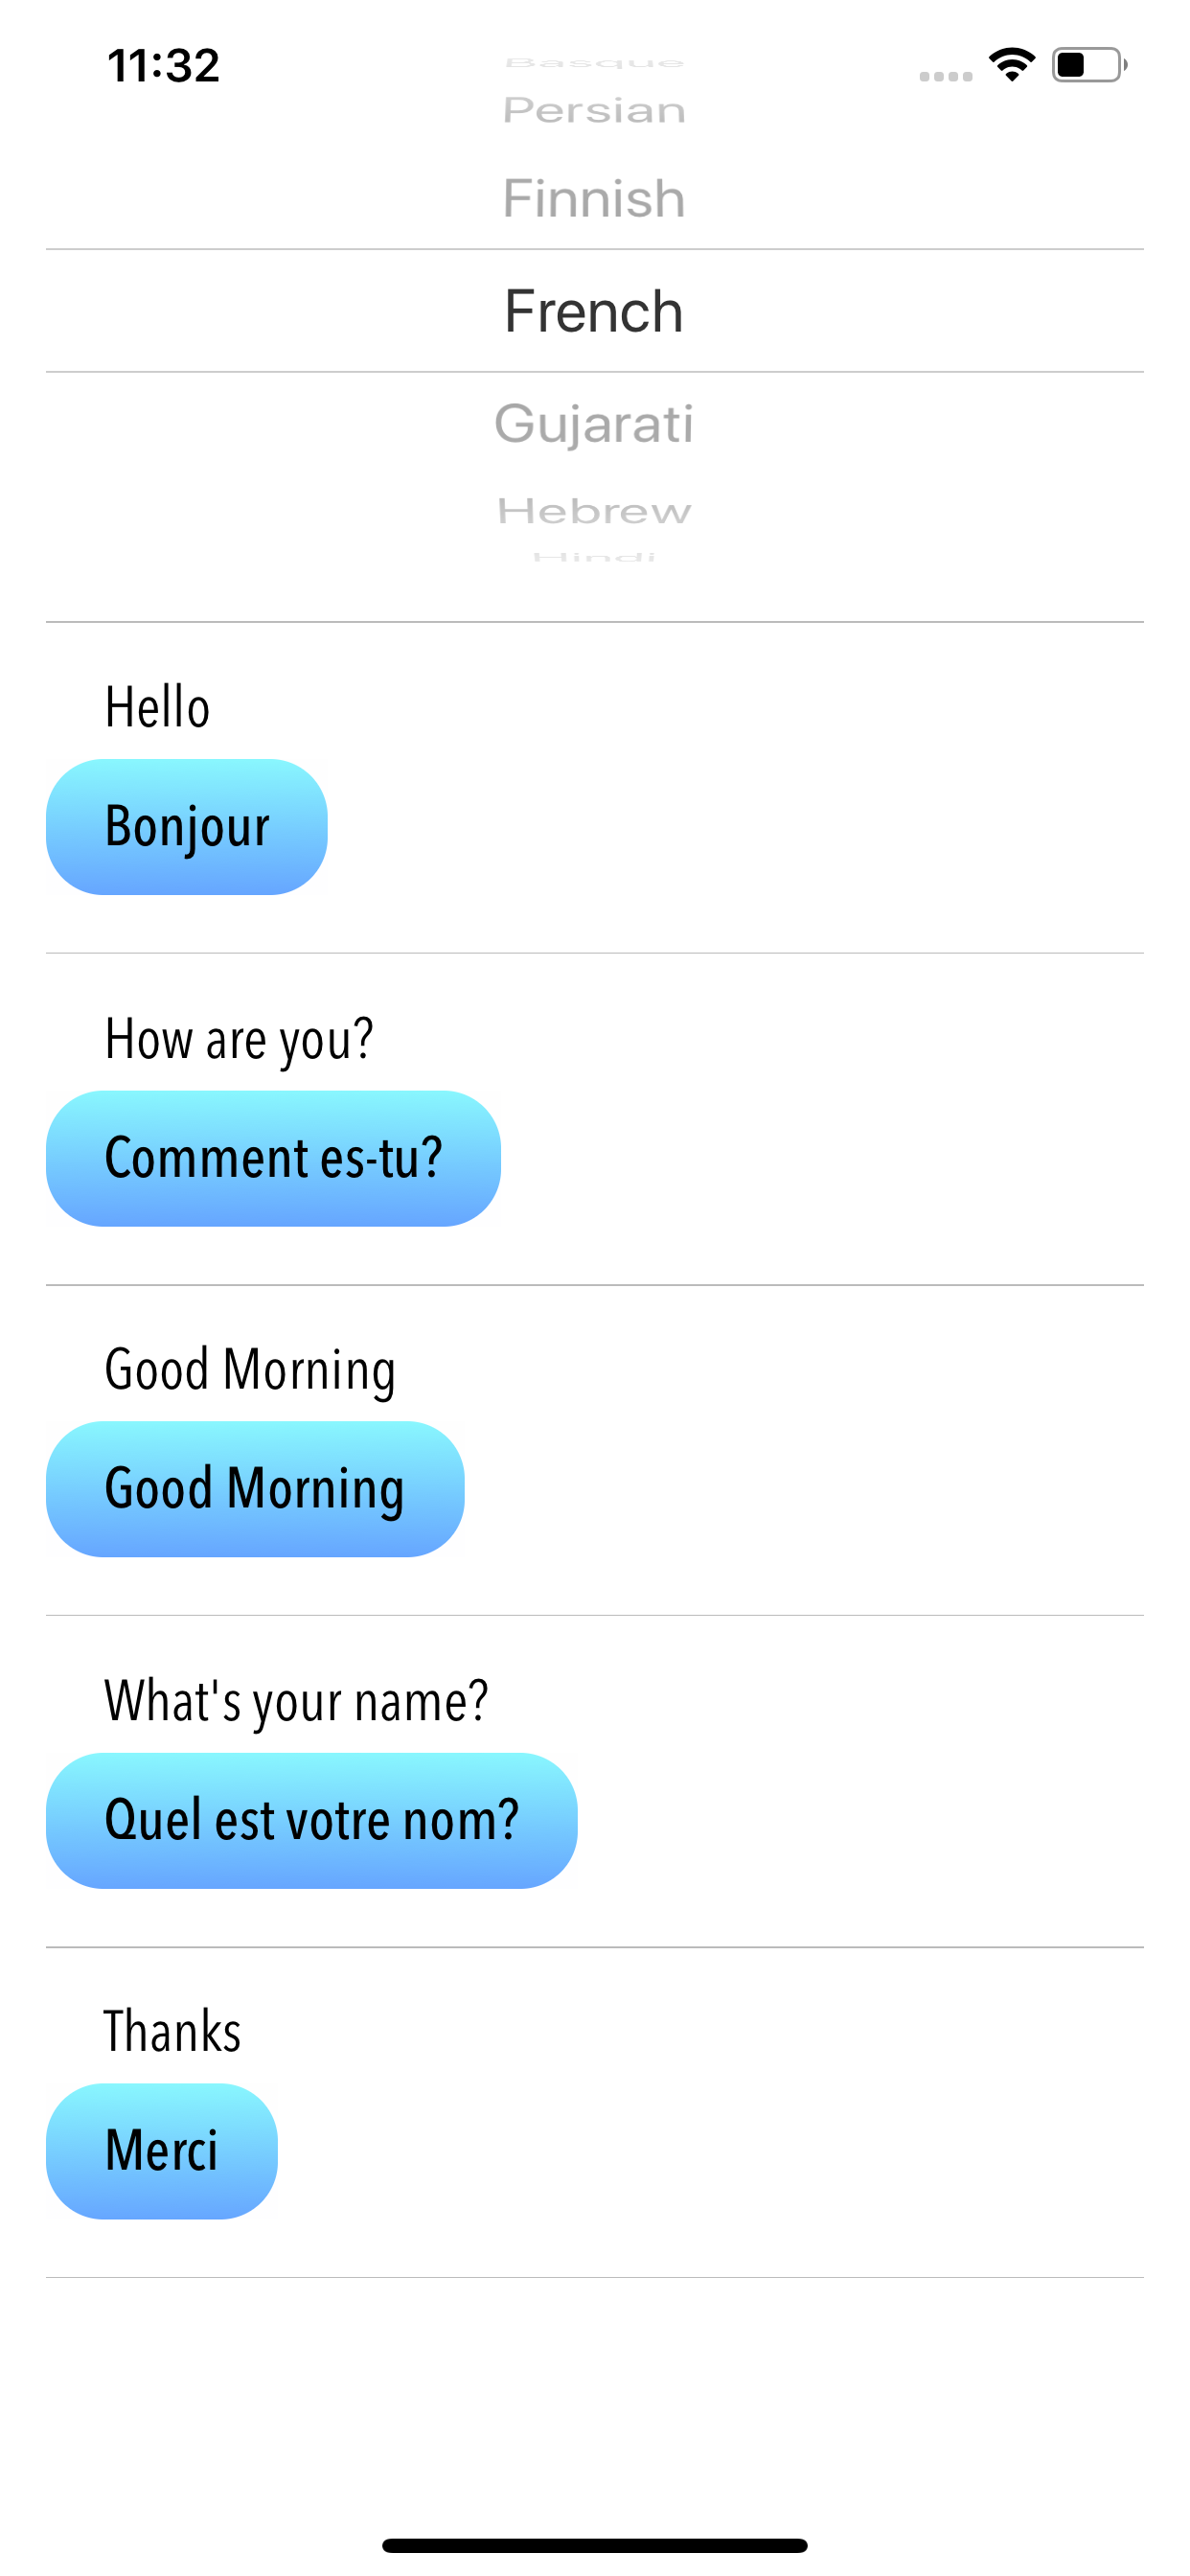 11:32
Basque
Persian
Finnish
French
Gujarati
Hebrew
Hindi
Hello
Bonjour
How are you?
Comment es-tu?
Good Morning
Good Morning
What's your name?
Quel est votre nom?
Thanks
Merci